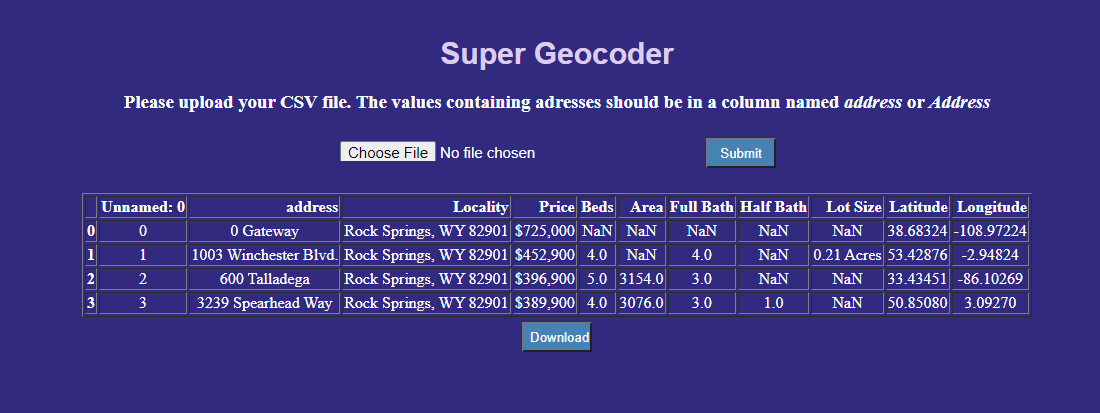 Super Geocoder
Please upload your CSV file. The values containing adresses should be in a column named address or Address
Choose File No file chosen Submit
Unnamed: 0 address Locality Price Beds Area Full Bath Half Bath Lot Size Latitude Longitude
0 0 0 Gateway Rock Springs, WY 82901 $725,000 NaN NaN NaN NaN NaN 38.68324 -108.97224
1 1 1003 Winchester Blvd. Rock Springs, WY 82901 $452,900 4.0 NaN 4.0 NaN 0.21 Acres 53.42876 -2.94824
2 2 600 Talladega Rock Springs, WY 82901 $396,900 5.0 3154.0 3.0 NaN NaN 33.43451 -86.10269
3 3 3239 Spearhead Way Rock Springs, WY 82901 $389,900 4.0 3076.0 3.0 1.0 NaN 50.85080 3.09270
Download